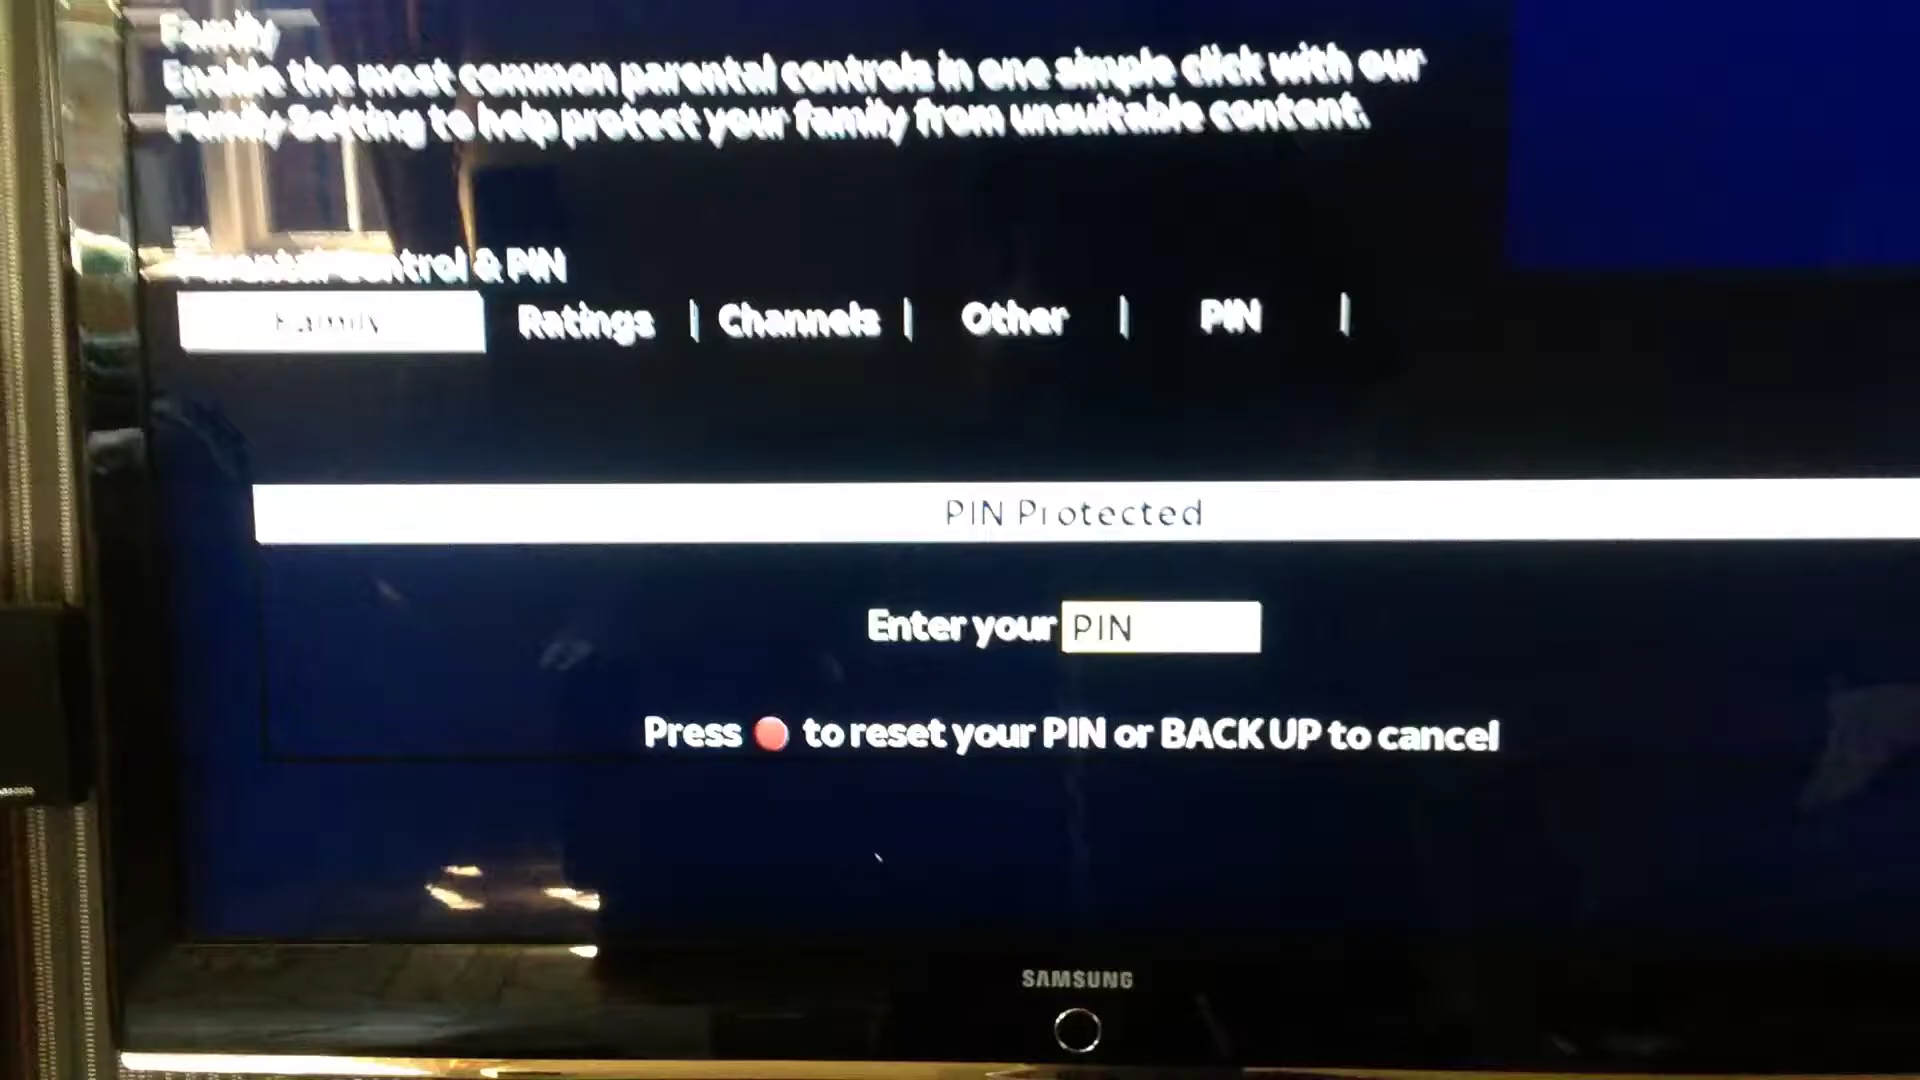 Family
Enable the most common parental controls in one simple click with our
Family Setting to help protect your family from unsuitable content.
Parental Control & PIN
Family Ratings | Channels | Other | PIN |
PIN Protected
Enter your PIN
Press to reset your PIN or BACK UP to cancel
SAMSUNG